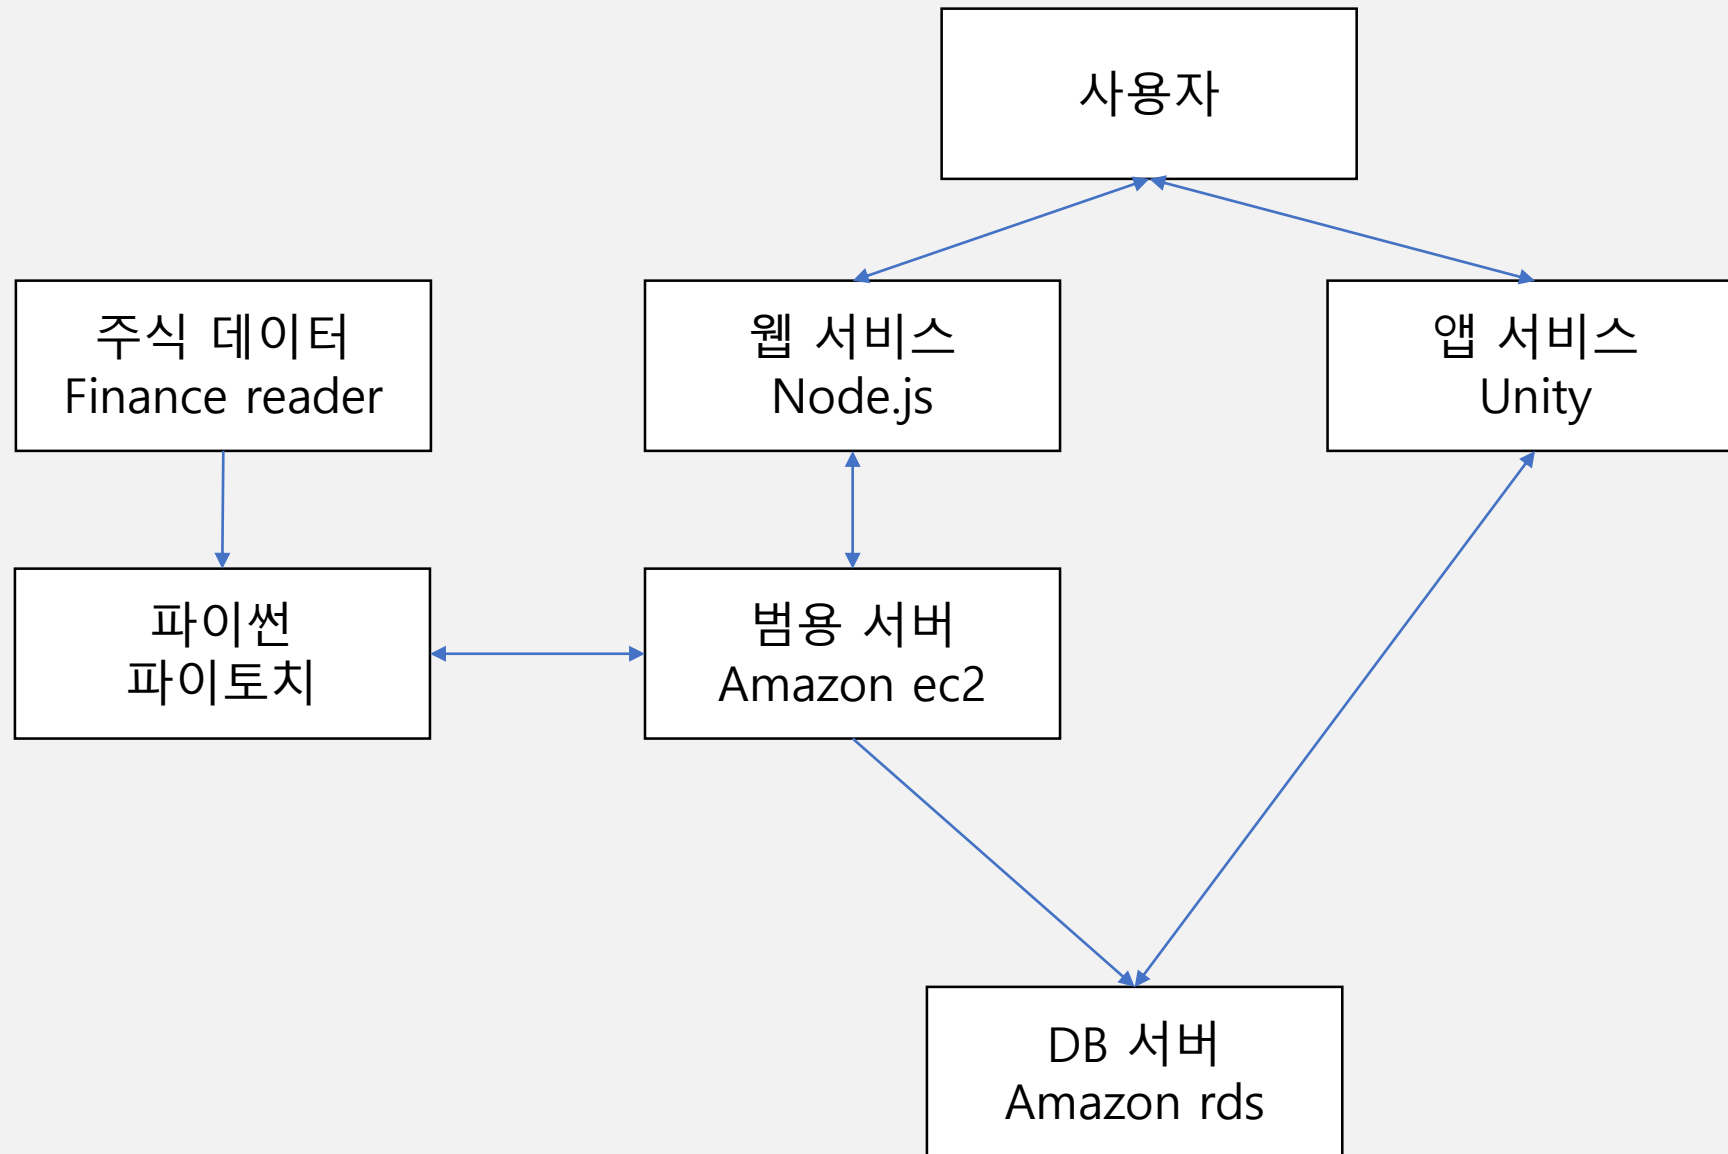 사용자
주식 데이터
Finance reader
웹 서비스
Node.js
앱 서비스
Unity
파이썬
파이토치
범용 서버
Amazon ec2
DB 서버
Amazon rds